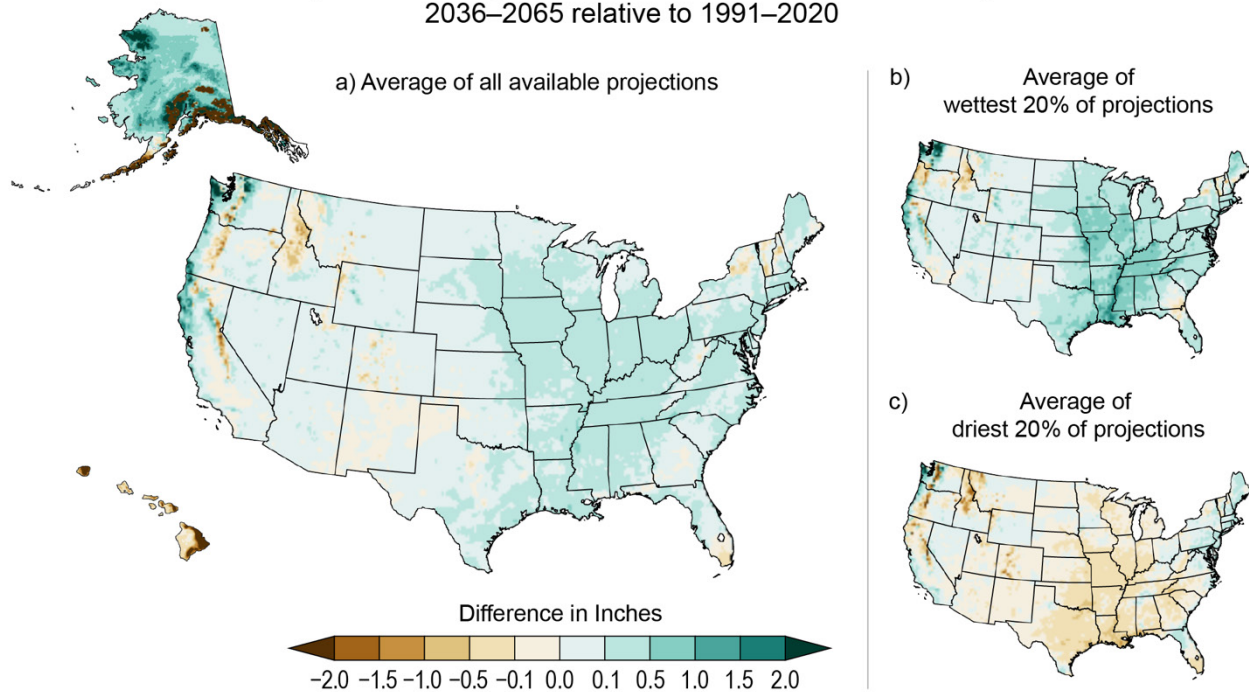 2036–2065 relative to 1991–2020
a) Average of all available projections
b) Average of
wettest 20% of projections
c) Average of
driest 20% of projections
Difference in Inches
−2.0 −1.5 −1.0 −0.5 −0.1 0.0 0.1 0.5 1.0 1.5 2.0